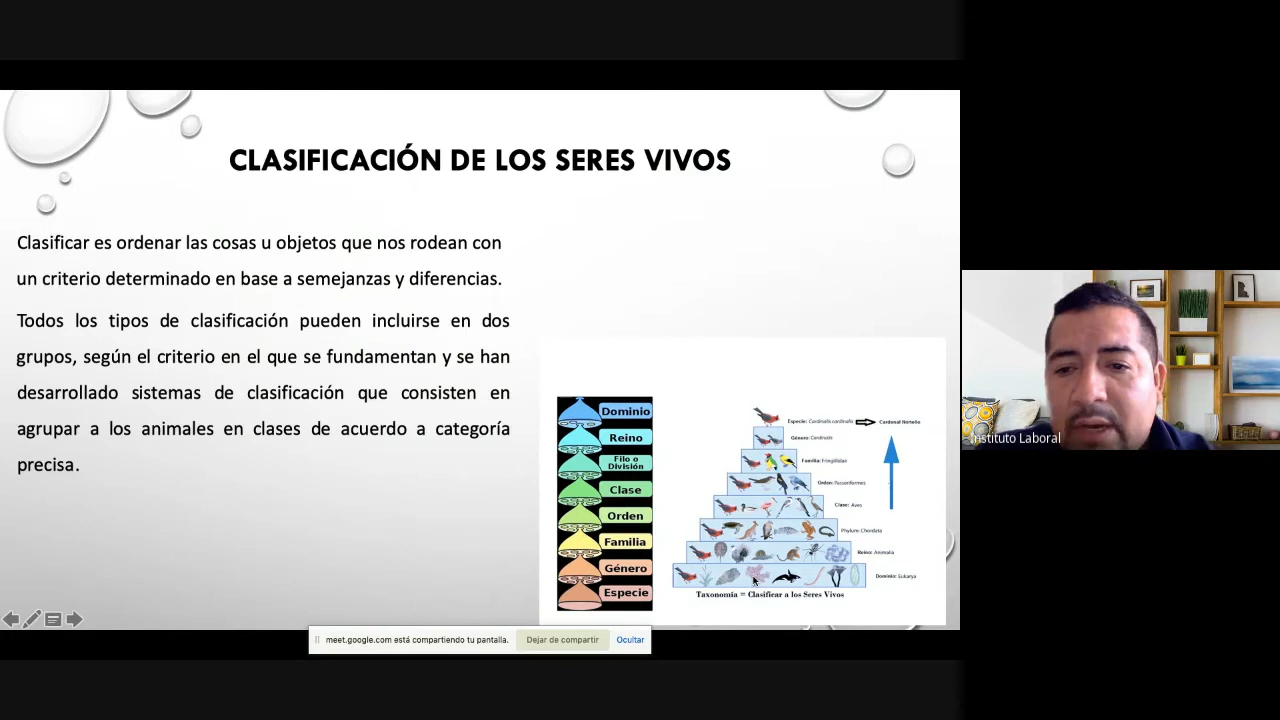 CLASIFICACIÓN DE LOS SERES VIVOS
Clasificar es ordenar las cosas u objetos que nos rodean con
un criterio determinado en base a semejanzas y diferencias.
Todos los tipos de clasificación pueden incluirse en dos
grupos, según el criterio en el que se fundamentan y se han
desarrollado sistemas de clasificación que consisten en
agrupar a los animales en clases de acuerdo a categoría
precisa.
Dominio
Reino
Filo o
División
Clase
Orden
Familia
Género
Especie
Especie: Cardinalis cardinalis
Cardenal Norteño
Género: Cardinalis
Familia: Fringillidae
Orden: Passeriformes
Clase: Aves
Phylum: Chordata
Reino: Animalia
Dominio: Eukarya
Taxonomía = Clasificar a los Seres Vivos
nstituto Laboral
meet.google.com está compartiendo tu pantalla.
Dejar de compartir
Ocultar